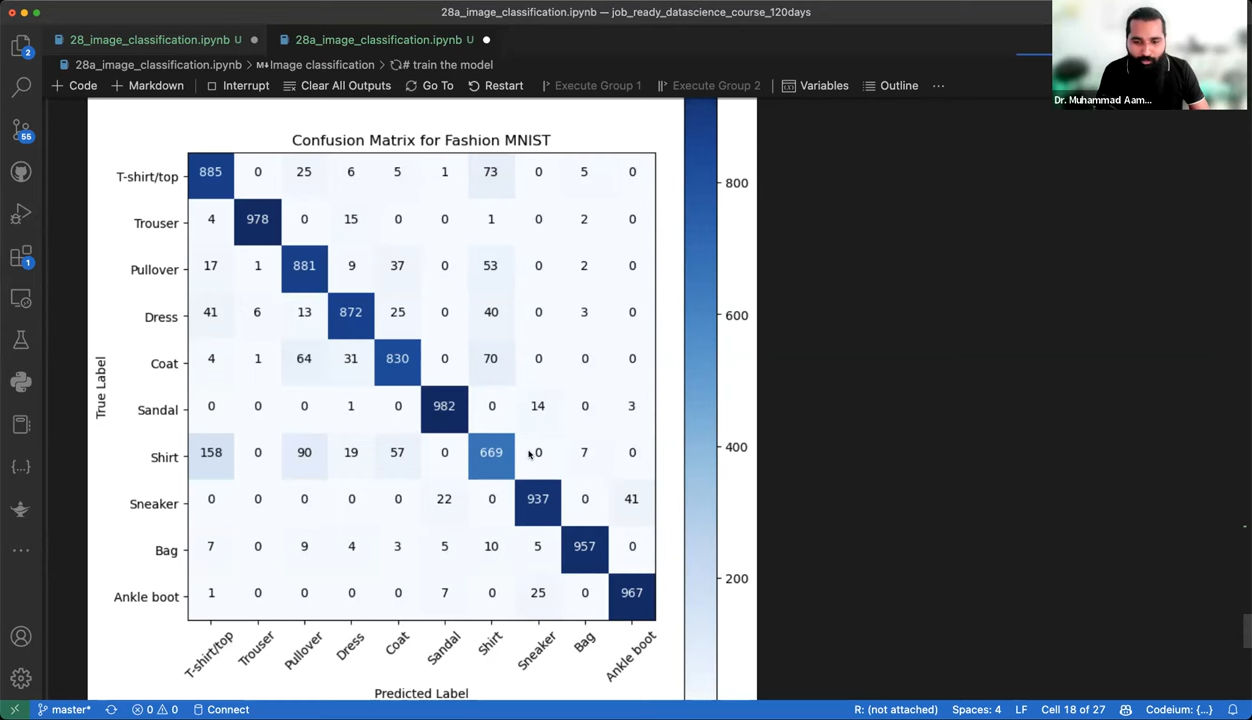 28a_image_classification.ipynb — job_ready_datascience_course_120days
28_image_classification.ipynb U
28a_image_classification.ipynb U
28a_image_classification.ipynb > M↓Image classification > # train the model
+ Code + Markdown Interrupt Clear All Outputs Go To Restart Execute Group 1 Execute Group 2 Variables Outline ...
Dr. Muhammad Aam...
2
55
1
Confusion Matrix for Fashion MNIST
True Label
T-shirt/top 885 0 25 6 5 1 73 0 5 0
Trouser 4 978 0 15 0 0 1 0 2 0
Pullover 17 1 881 9 37 0 53 0 2 0
Dress 41 6 13 872 25 0 40 0 3 0
Coat 4 1 64 31 830 0 70 0 0 0
Sandal 0 0 0 1 0 982 0 14 0 3
Shirt 158 0 90 19 57 0 669 0 7 0
Sneaker 0 0 0 0 0 22 0 937 0 41
Bag 7 0 9 4 3 5 10 5 957 0
Ankle boot 1 0 0 0 0 7 0 25 0 967
T-shirt/top Trouser Pullover Dress Coat Sandal Shirt Sneaker Bag Ankle boot
Predicted Label
800
600
400
200
master* 0 0 Connect R: (not attached) Spaces: 4 LF Cell 18 of 27 Codeium: {...}